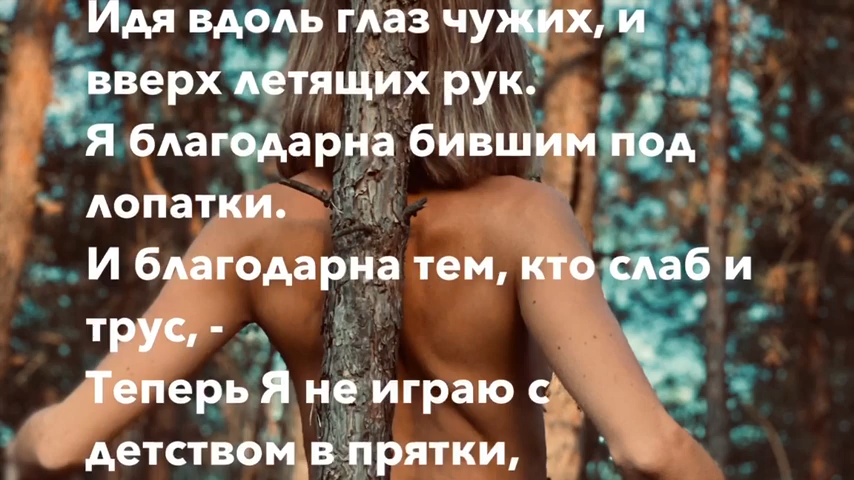 Идя вдоль глаз чужих, и
вверх летящих рук.
Я благодарна бившим под
лопатки.
И благодарна тем, кто слаб и
трус, -
Теперь Я не играю с
детством в прятки,